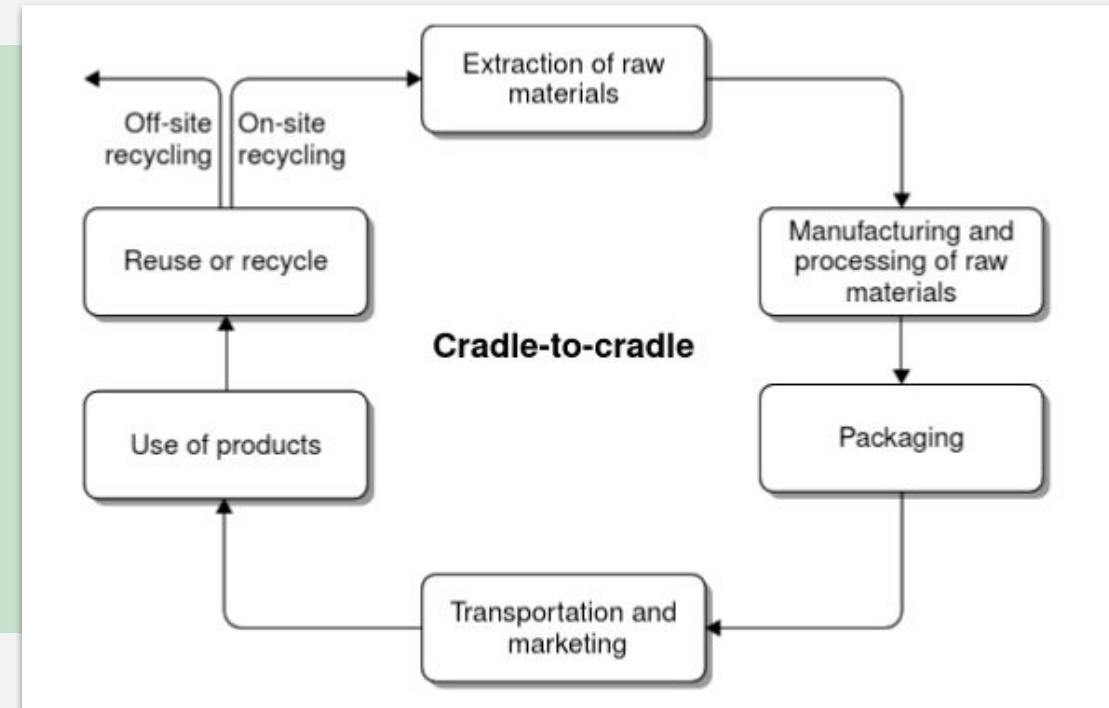 Extraction of raw
materials
Off-site
recycling
On-site
recycling
Reuse or recycle
Manufacturing and
processing of raw
materials
Cradle-to-cradle
Use of products
Packaging
Transportation and
marketing